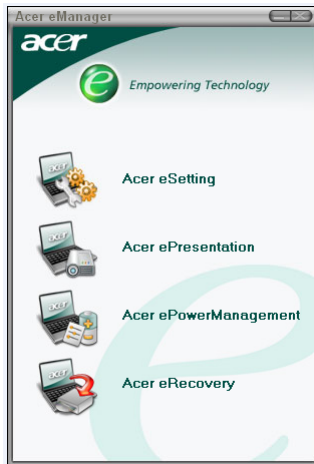 Acer eManager
acer
e Empowering Technology
Acer eSetting
Acer ePresentation
Acer ePowerManagement
Acer eRecovery